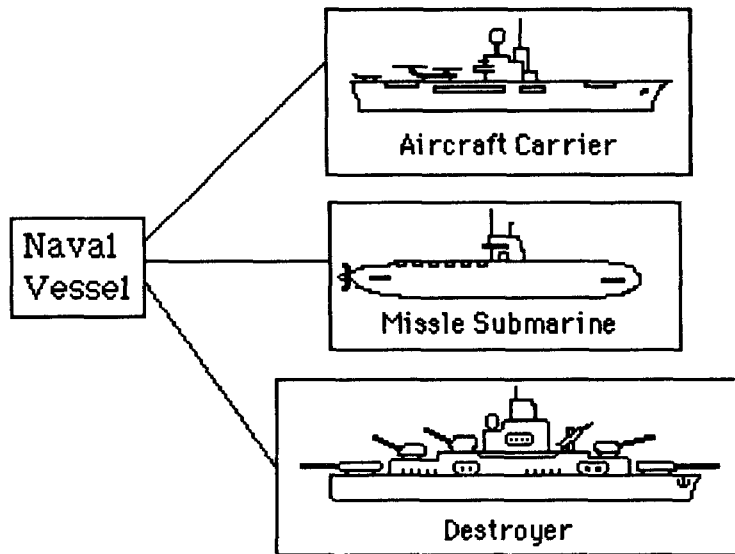 Aircraft Carrier
Naval
Vessel
Missle Submarine
Destroyer